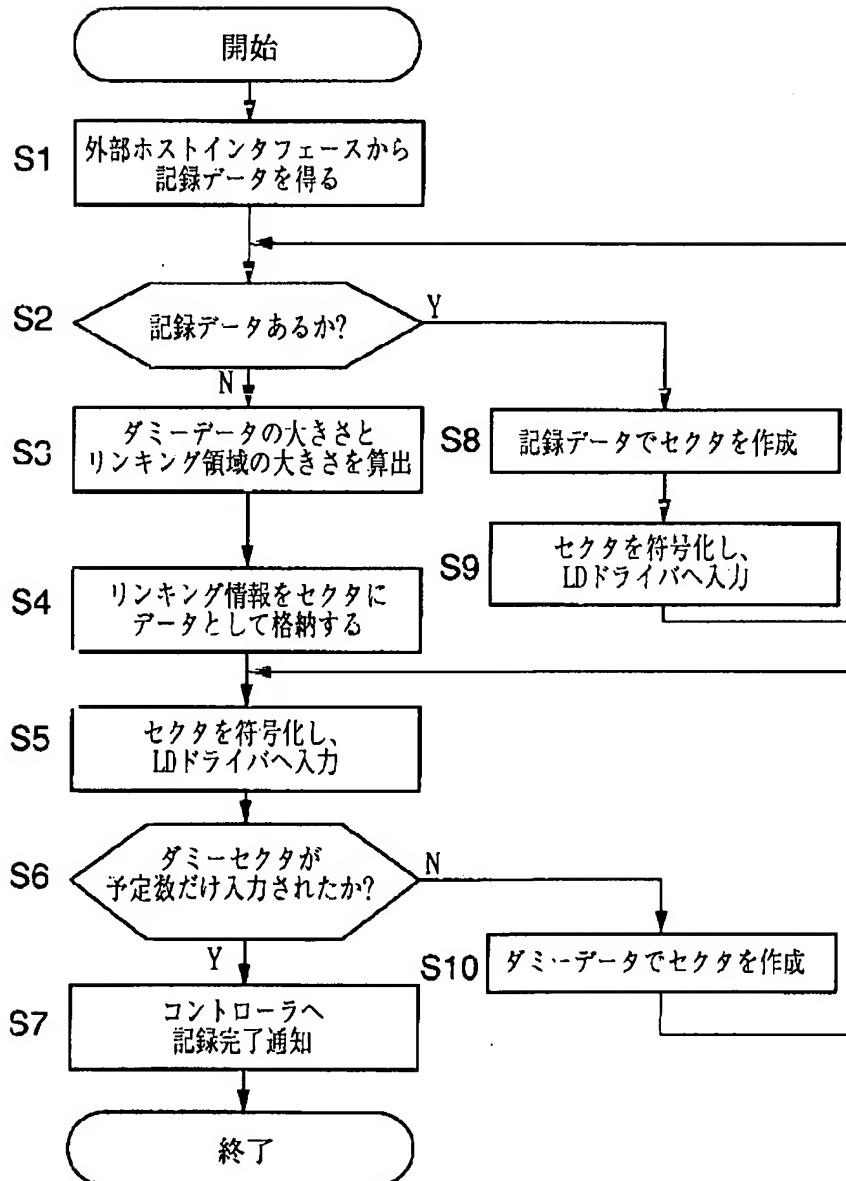 開始
S1
外部ホストインタフェースから
記録データを得る
S2
記録データあるか?
Y
N
S3
ダミーデータの大きさと
リンキング領域の大きさを算出
S8
記録データでセクタを作成
S9
セクタを符号化し、
LDドライバへ入力
S4
リンキング情報をセクタに
データとして格納する
S5
セクタを符号化し、
LDドライバへ入力
S6
ダミーセクタが
予定数だけ入力されたか?
N
Y
S10
ダミーデータでセクタを作成
S7
コントローラへ
記録完了通知
終了